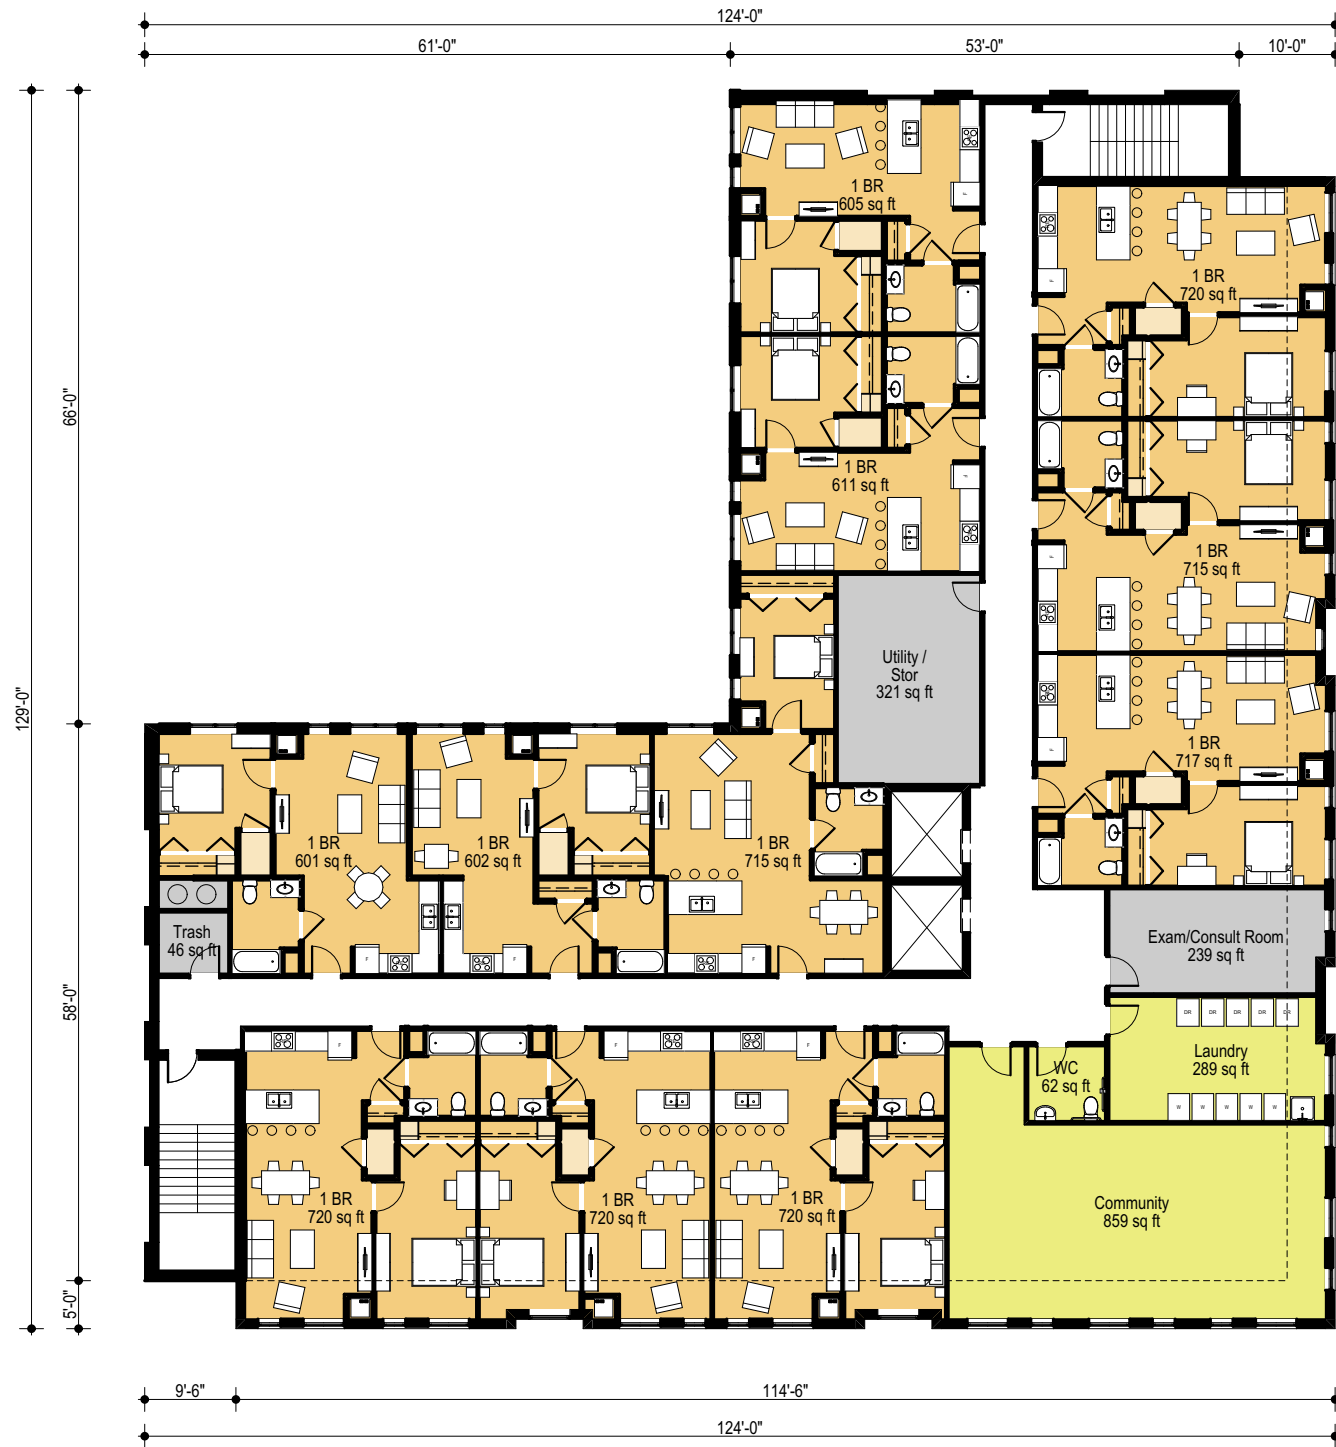 124'-0"
61'-0"
53'-0"
10'-0"
129'-0"
66'-0"
58'-0"
5'-0"
1 BR
605 sq ft
F
1 BR
720 sq ft
F
1 BR
611 sq ft
F
1 BR
715 sq ft
F
Utility /
Stor
321 sq ft
1 BR
717 sq ft
F
1 BR
601 sq ft
F
1 BR
602 sq ft
F
1 BR
715 sq ft
F
Trash
46 sq ft
Exam/Consult Room
239 sq ft
DR
DR
DR
DR
DR
Laundry
289 sq ft
W
W
W
W
W
WC
62 sq ft
F
F
F
1 BR
720 sq ft
1 BR
720 sq ft
1 BR
720 sq ft
Community
859 sq ft
9'-6"
114'-6"
124'-0"